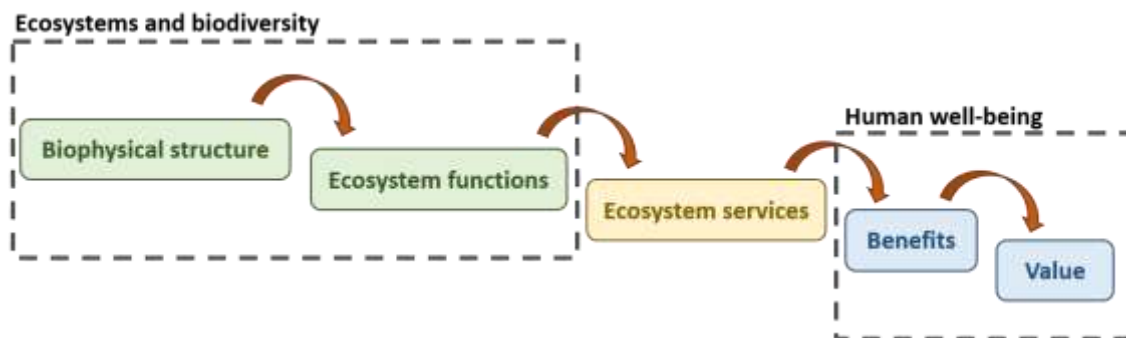 Ecosystems and biodiversity
Human well-being
Biophysical structure
Ecosystem functions
Ecosystem services
Benefits
Value